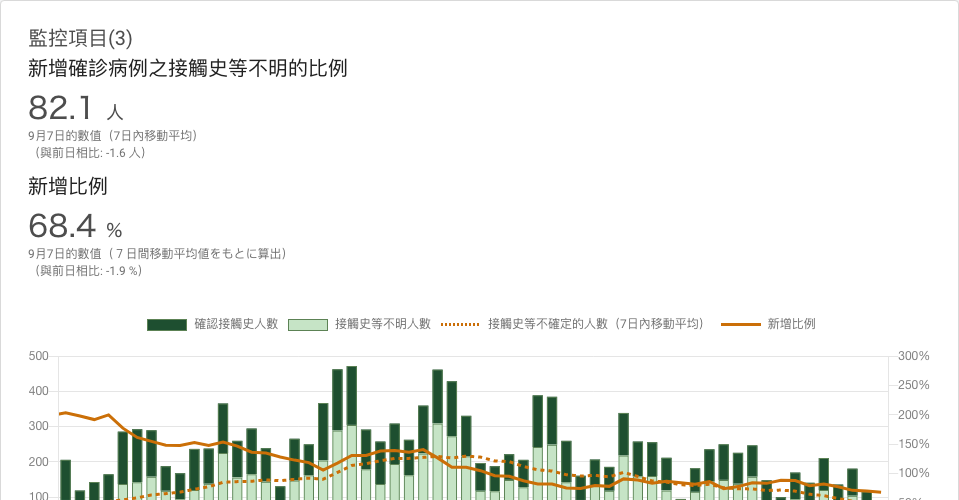 監控項目(3)
新增確診病例之接觸史等不明的比例
82.1 人
9月7日的數值（7日內移動平均）
（與前日相比: -1.6 人）
新增比例
68.4 %
9月7日的數值（７日間移動平均値をもとに算出）
（與前日相比: -1.9 %）
確認接觸史人數 接觸史等不明人數 接觸史等不確定的人數（7日內移動平均） 新增比例
500 300%
250%
400
200%
300
150%
200
100%
100